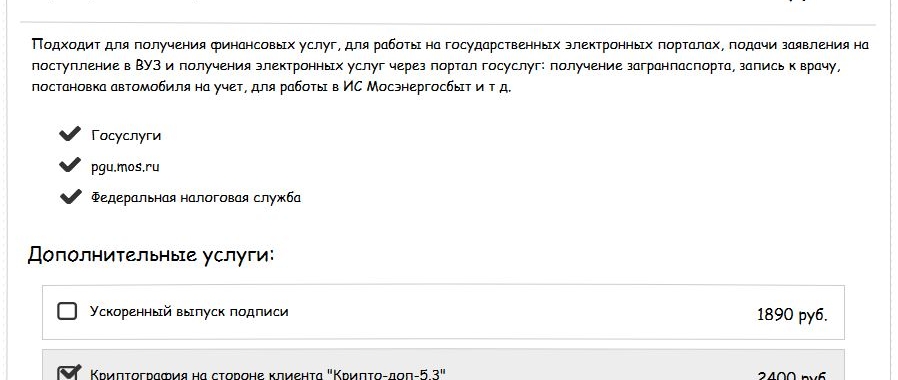 Подходит для получения финансовых услуг, для работы на государственных электронных порталах, подачи заявления на
поступление в ВУЗ и получения электронных услуг через портал госуслуг: получение загранпаспорта, запись к врачу,
постановка автомобиля на учет, для работы в ИС Мосэнергосбыт и т д.
Госуслуги
pgu.mos.ru
Федеральная налоговая служба
Дополнительные услуги:
Ускоренный выпуск подписи 1890 руб.
Криптография на стороне клиента "Крипто-доп-5.3" 2400 руб.